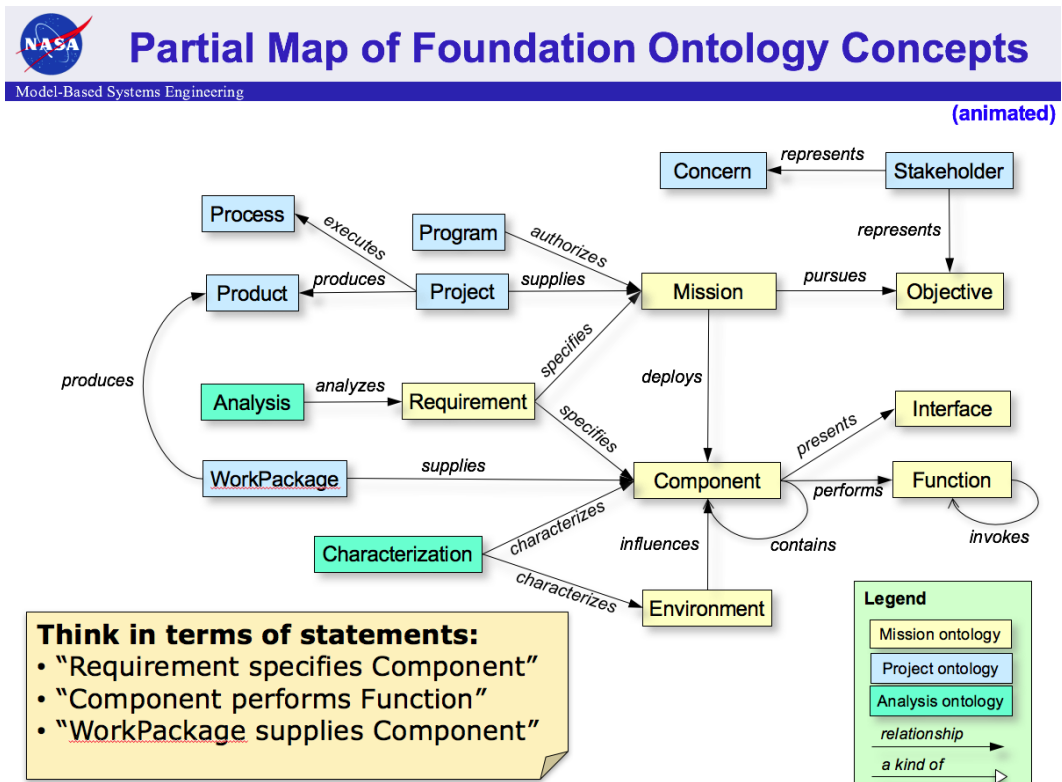 NASA
Partial Map of Foundation Ontology Concepts
Model-Based Systems Engineering
(animated)
Concern
represents
Stakeholder
Process
executes
Program
authorizes
represents
Product
produces
Project
supplies
Mission
pursues
Objective
produces
specifies
deploys
Analysis
analyzes
Requirement
Interface
specifies
presents
WorkPackage
supplies
Component
performs
Function
characterizes
influences
contains
invokes
Characterization
characterizes
Environment
Think in terms of statements:
• “Requirement specifies Component”
• “Component performs Function”
• “WorkPackage supplies Component”
Legend
Mission ontology
Project ontology
Analysis ontology
relationship
a kind of